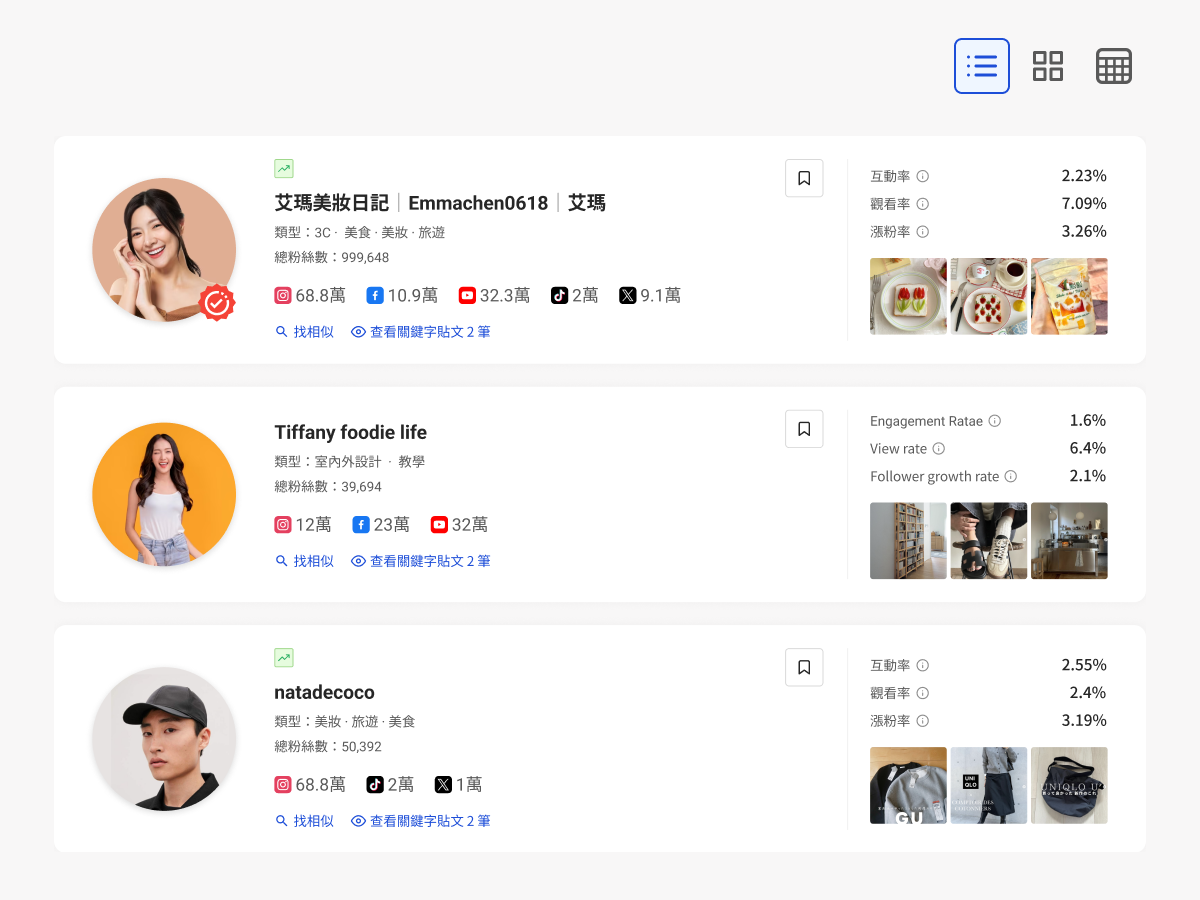 艾瑪美妝日記｜Emmachen0618｜艾瑪
類型：3C · 美食 · 美妝 · 旅遊
總粉絲數：999,648
68.8萬 10.9萬 32.3萬 2萬 9.1萬
找相似 查看關鍵字貼文 2 筆
互動率 2.23%
觀看率 7.09%
漲粉率 3.26%
Tiffany foodie life
類型：室內外設計 · 教學
總粉絲數：39,694
12萬 23萬 32萬
找相似 查看關鍵字貼文 2 筆
Engagement Ratae 1.6%
View rate 6.4%
Follower growth rate 2.1%
natadecoco
類型：美妝 · 旅遊 · 美食
總粉絲數：50,392
68.8萬 2萬 1萬
找相似 查看關鍵字貼文 2 筆
互動率 2.55%
觀看率 2.4%
漲粉率 3.19%
GU
UNI
QLO
UNIQLO U